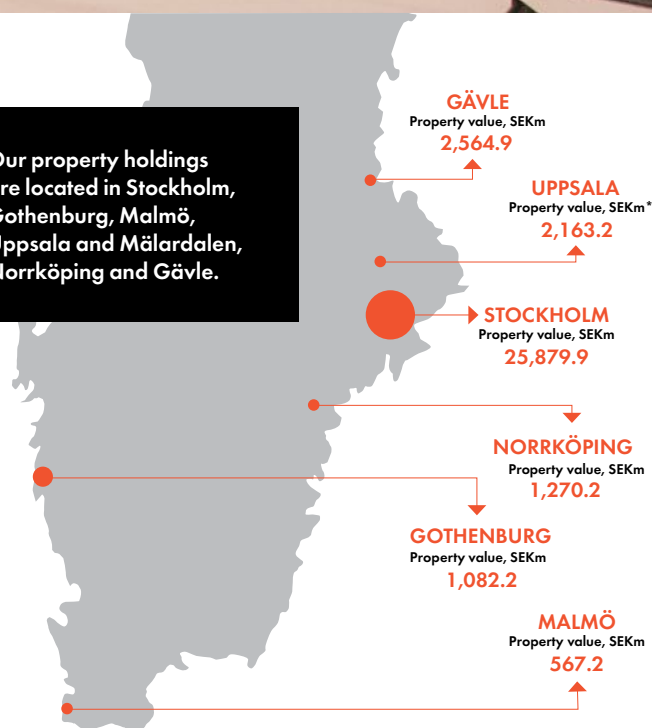 Our property holdings
are located in Stockholm,
Gothenburg, Malmö,
Uppsala and Mälardalen,
Norrköping and Gävle.
GÄVLE
Property value, SEKm
2,564.9
UPPSALA
Property value, SEKm*
2,163.2
STOCKHOLM
Property value, SEKm
25,879.9
NORRKÖPING
Property value, SEKm
1,270.2
GOTHENBURG
Property value, SEKm
1,082.2
MALMÖ
Property value, SEKm
567.2